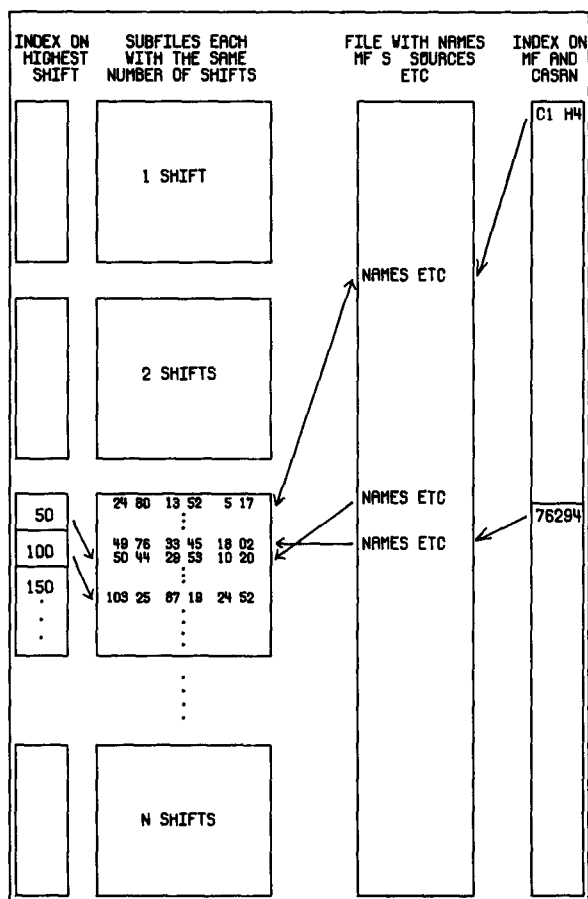 INDEX ON
HIGHEST
SHIFT
SUBFILES EACH
WITH THE SAME
NUMBER OF SHIFTS
FILE WITH NAMES
MF S SOURCES
ETC
INDEX ON
MF AND
CASRN
C1 H4
1 SHIFT
NAMES ETC
2 SHIFTS
50
100
150
24 80 13 52 5 17
49 76 33 45 18 02
50 44 29 53 10 20
103 25 87 19 24 52
NAMES ETC
NAMES ETC
76294
N SHIFTS